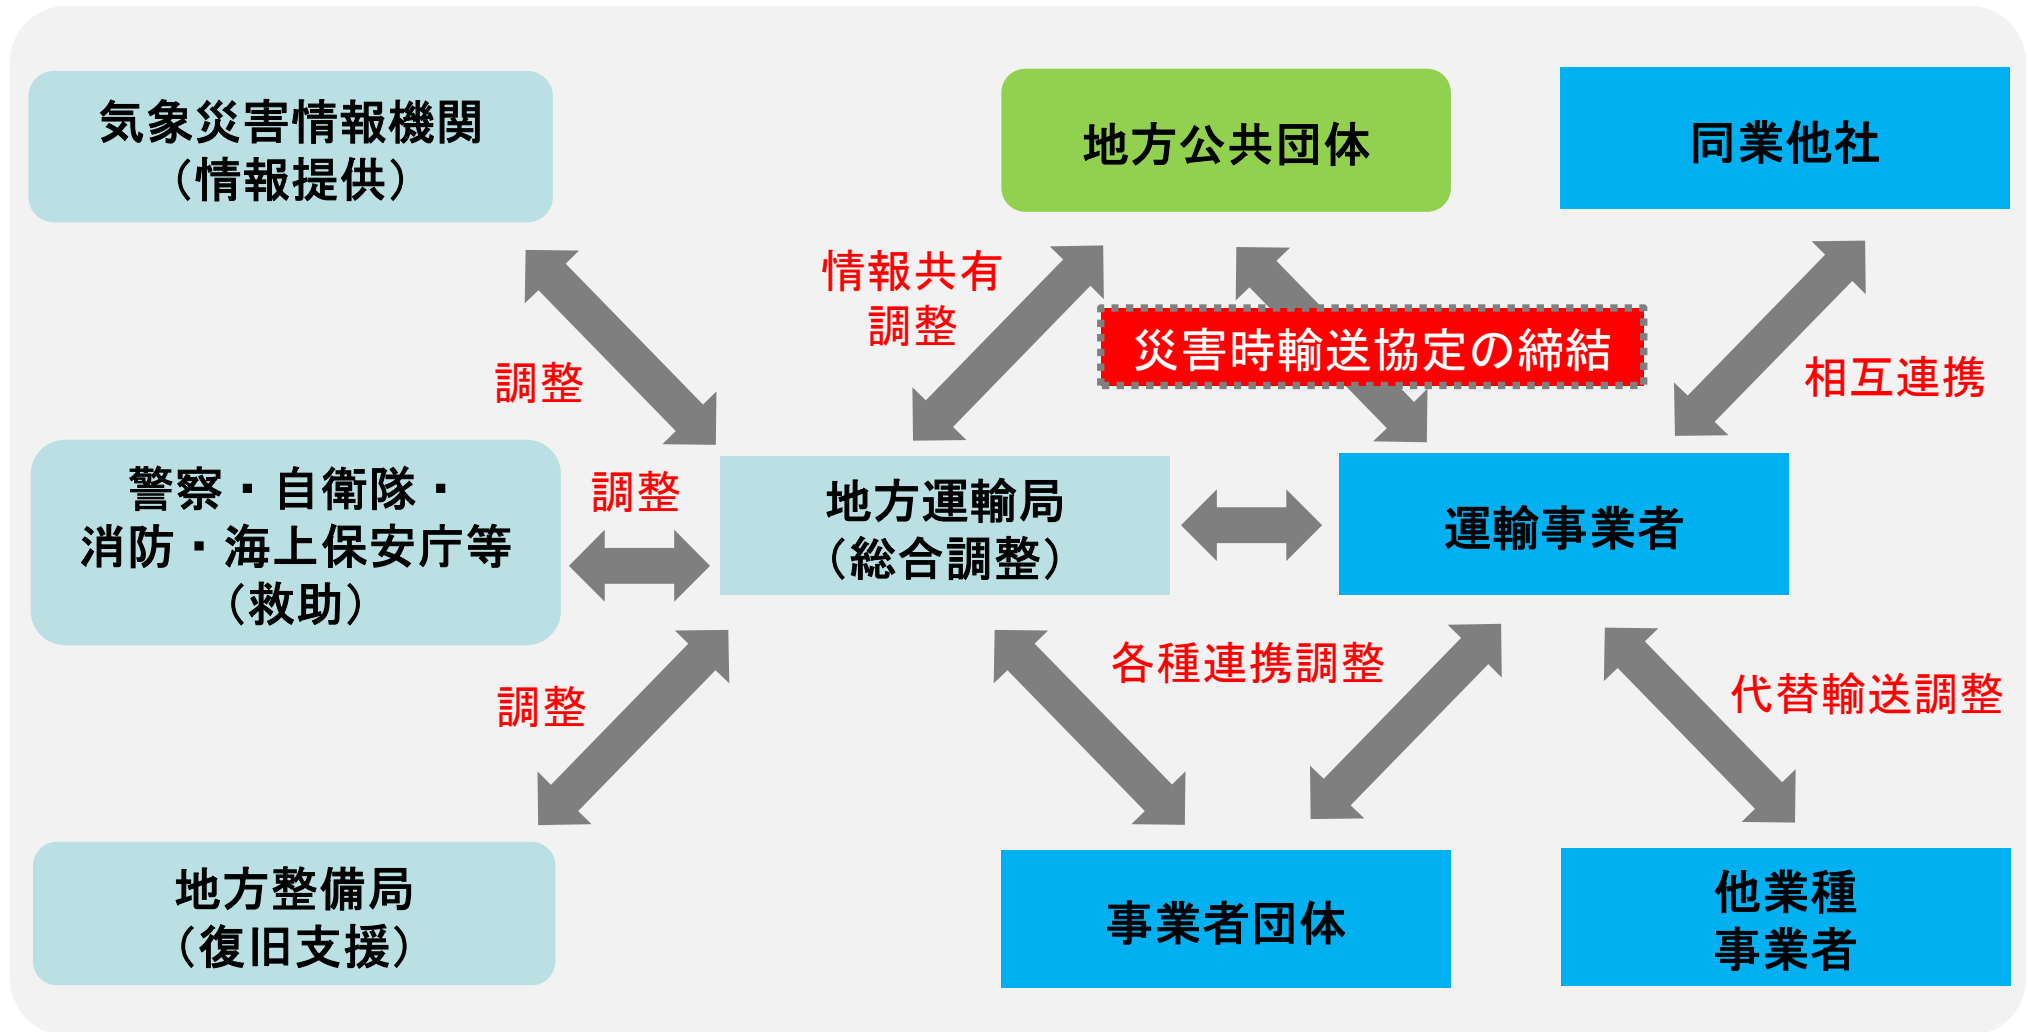 気象災害情報機関
（情報提供）
地方公共団体
同業他社
情報共有
調整
災害時輸送協定の締結
調整
相互連携
警察・自衛隊・
消防・海上保安庁等
（救助）
調整
地方運輸局
（総合調整）
運輸事業者
調整
各種連携調整
代替輸送調整
地方整備局
（復旧支援）
事業者団体
他業種
事業者